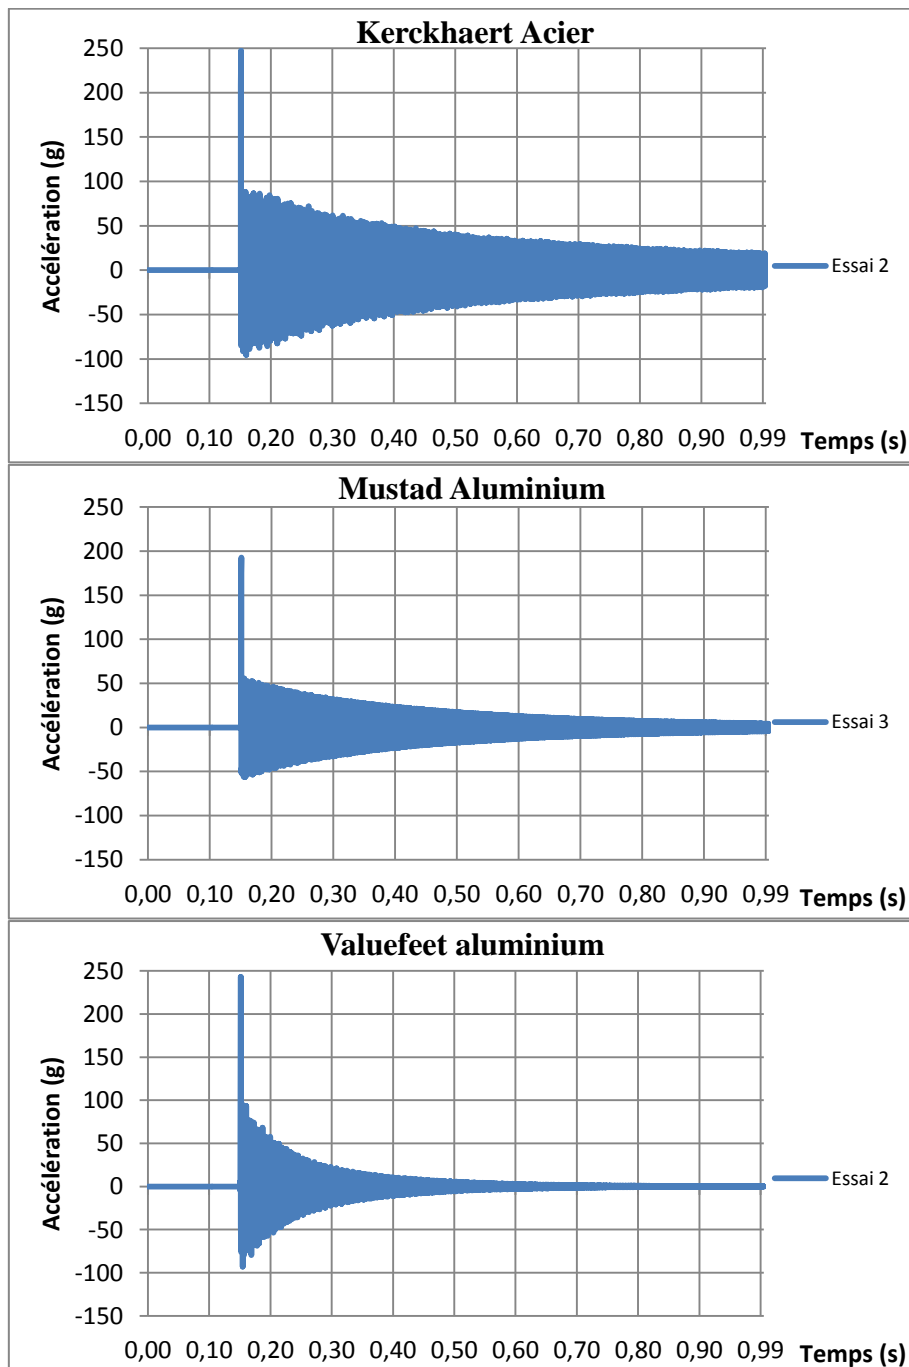 Kerckhaert Acier
250
200
150
100
50
0
-50
-100
-150
Accélération (g)
Essai 2
0,00 0,10 0,20 0,30 0,40 0,50 0,60 0,70 0,80 0,90 0,99 Temps (s)
Mustad Aluminium
250
200
150
100
50
0
-50
-100
-150
Accélération (g)
Essai 3
0,00 0,10 0,20 0,30 0,40 0,50 0,60 0,70 0,80 0,90 0,99 Temps (s)
Valuefeet aluminium
250
200
150
100
50
0
-50
-100
-150
Accélération (g)
Essai 2
0,00 0,10 0,20 0,30 0,40 0,50 0,60 0,70 0,80 0,90 0,99 Temps (s)